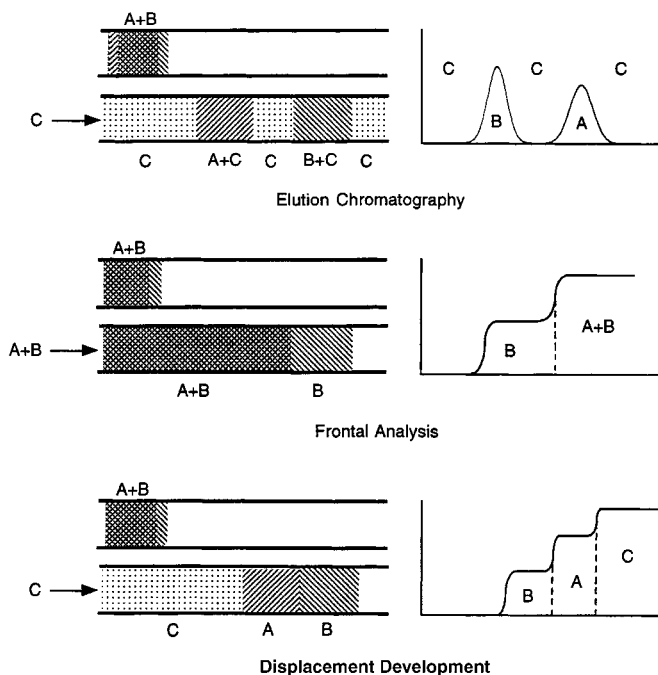 A+B
C
C
A+C
C
B+C
C
C
C
C
B
A
Elution Chromatography
A+B
A+B
A+B
B
B
A+B
Frontal Analysis
A+B
C
C
A
B
B
A
C
Displacement Development